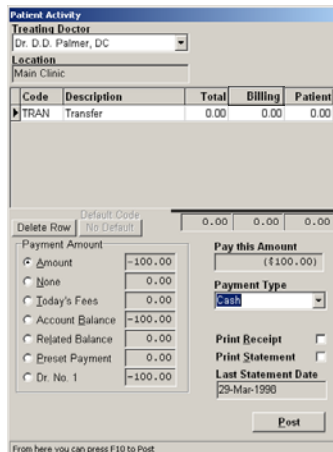 Patient Activity
Treating Doctor
Dr. D.D. Palmer, DC
Location
Main Clinic
Code Description Total Billing Patient
TRAN Transfer 0.00 0.00 0.00
Default Code
Delete Row No Default 0.00 0.00 0.00
Payment Amount
Amount -100.00
None 0.00
Today's Fees 0.00
Account Balance -100.00
Related Balance 0.00
Preset Payment 0.00
Dr. No. 1 -100.00
Pay this Amount
($100.00)
Payment Type
Cash
Print Receipt
Print Statement
Last Statement Date
29-Mar-1998
Post
From here you can press F10 to Post